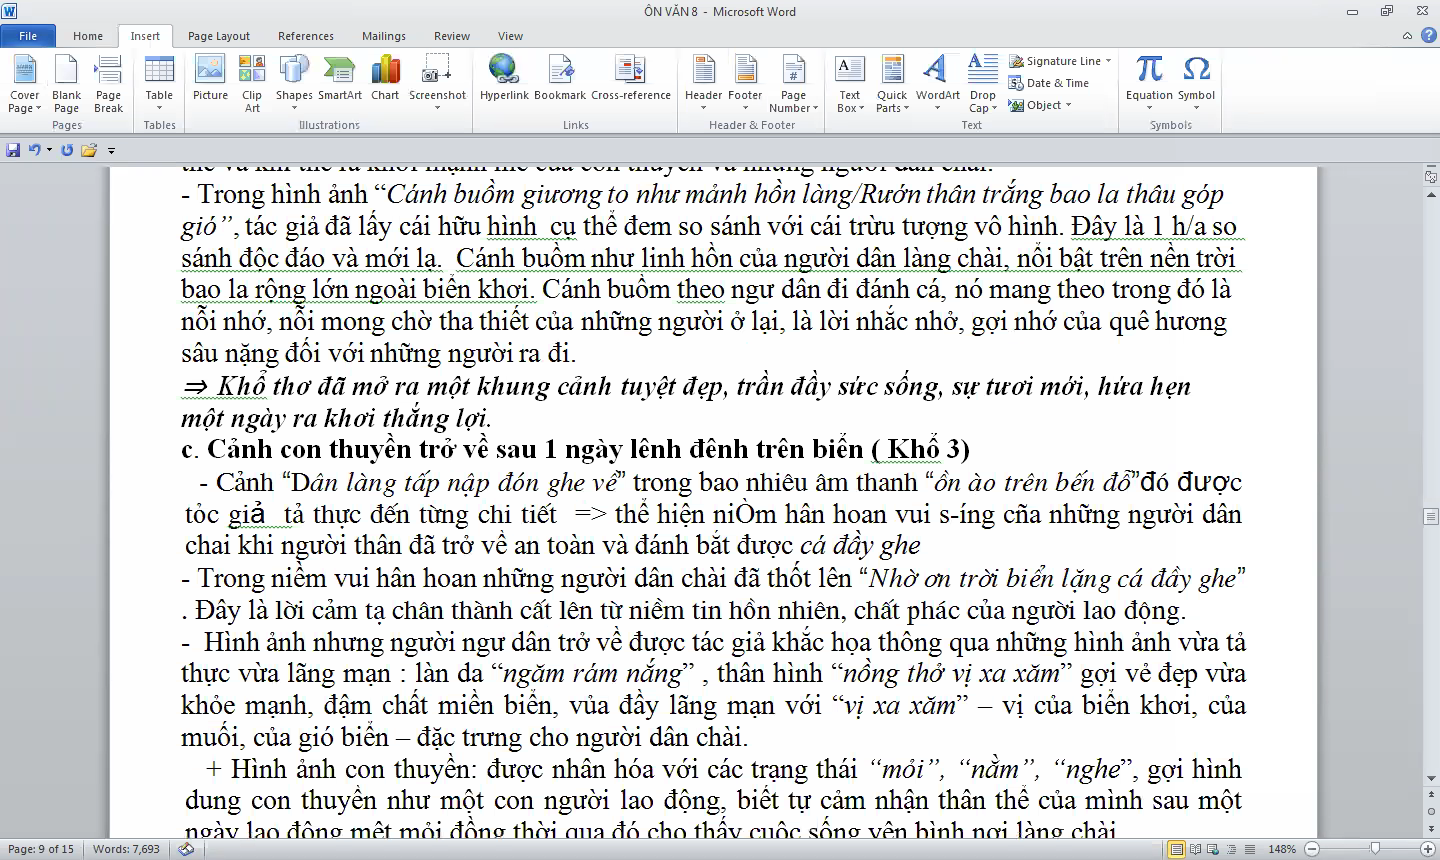 ÔN VĂN 8 - Microsoft Word
File Home Insert Page Layout References Mailings Review View
Cover Page Blank Page Page Break Table Picture Clip Art Shapes SmartArt Chart Screenshot Hyperlink Bookmark Cross-reference Header Footer Page Number Text Box Quick Parts WordArt Drop Cap Signature Line Date & Time Object Equation Symbol
Pages Tables Illustrations Links Header & Footer Text Symbols
- Trong hình ảnh “Cánh buồm giương to như mảnh hồn làng/Rướn thân trắng bao la thâu góp
gió”, tác giả đã lấy cái hữu hình cụ thể đem so sánh với cái trừu tượng vô hình. Đây là 1 h/a so
sánh độc đáo và mới lạ. Cánh buồm như linh hồn của người dân làng chài, nổi bật trên nền trời
bao la rộng lớn ngoài biển khơi. Cánh buồm theo ngư dân đi đánh cá, nó mang theo trong đó là
nỗi nhớ, nỗi mong chờ tha thiết của những người ở lại, là lời nhắc nhở, gợi nhớ của quê hương
sâu nặng đối với những người ra đi.
⇒ Khổ thơ đã mở ra một khung cảnh tuyệt đẹp, trần đầy sức sống, sự tươi mới, hứa hẹn
một ngày ra khơi thắng lợi.
c. Cảnh con thuyền trở về sau 1 ngày lênh đênh trên biển ( Khổ 3)
- Cảnh “Dân làng tấp nập đón ghe về” trong bao nhiêu âm thanh “ồn ào trên bến đỗ”đó được
tỏc giả tả thực đến từng chi tiết => thể hiện niÒm hân hoan vui s-íng cña những người dân
chai khi người thân đã trở về an toàn và đánh bắt được cá đầy ghe
- Trong niềm vui hân hoan những người dân chài đã thốt lên “Nhờ ơn trời biển lặng cá đầy ghe”
. Đây là lời cảm tạ chân thành cất lên từ niềm tin hồn nhiên, chất phác của người lao động.
- Hình ảnh nhưng người ngư dân trở về được tác giả khắc họa thông qua những hình ảnh vừa tả
thực vừa lãng mạn : làn da “ngăm rám nắng” , thân hình “nồng thở vị xa xăm” gợi vẻ đẹp vừa
khỏe mạnh, đậm chất miền biển, vủa đầy lãng mạn với “vị xa xăm” – vị của biển khơi, của
muối, của gió biển – đặc trưng cho người dân chài.
+ Hình ảnh con thuyền: được nhân hóa với các trạng thái “mỏi”, “nằm”, “nghe”, gợi hình
dung con thuyền như một con người lao động, biết tự cảm nhận thân thể của mình sau một
ngày lao động mệt mỏi đồng thời qua đó cho thấy cuộc sống yên bình nơi làng chài
Page: 9 of 15 Words: 7,693 148%